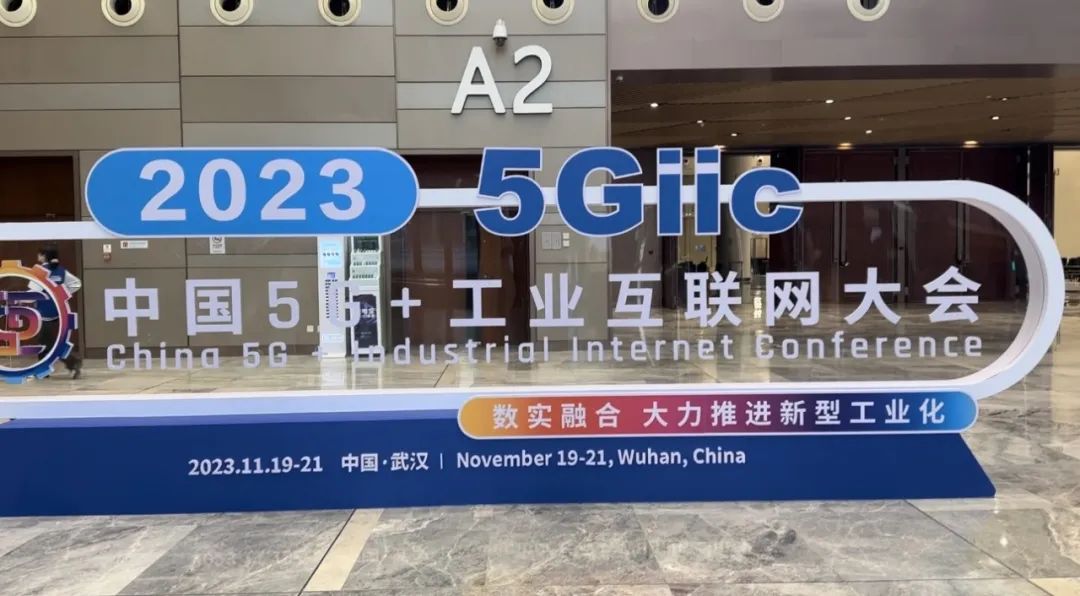 A2
2023 5Giic
中国5G+工业互联网大会
China 5G + Industrial Internet Conference
数实融合 大力推进新型工业化
2023.11.19-21 中国·武汉 | November 19-21, Wuhan, China